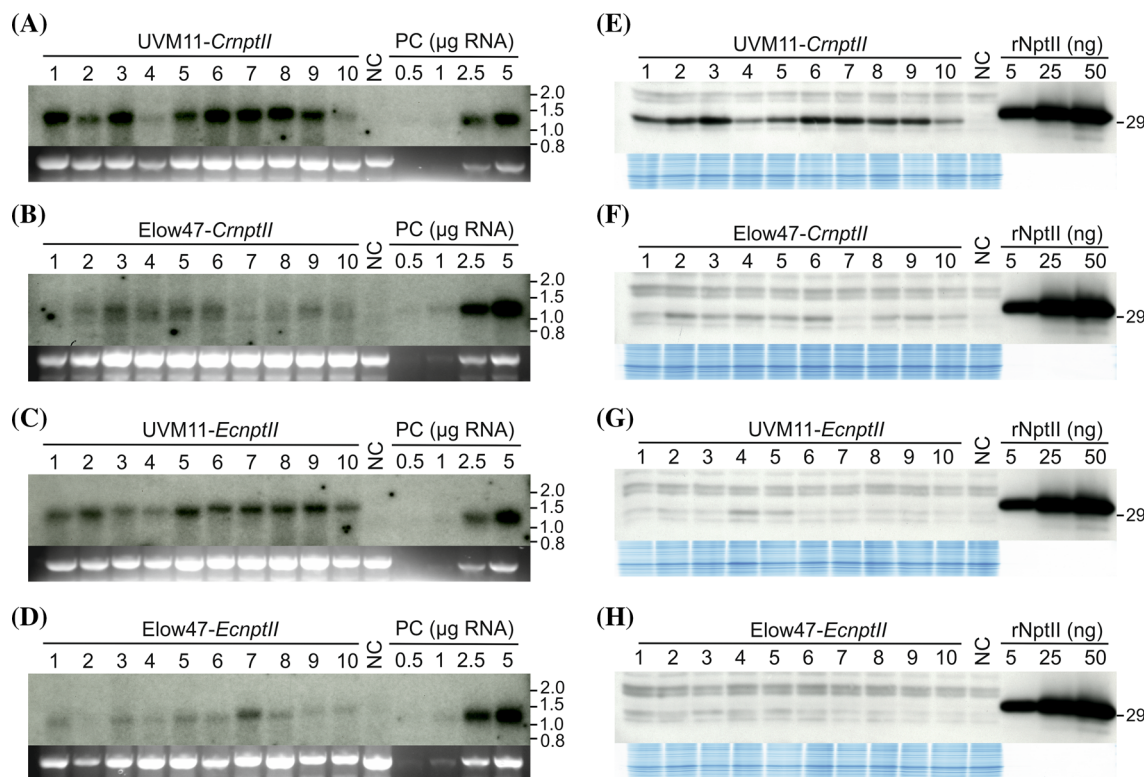 (A)
UVM11-CrnptII NC PC (µg RNA)
1 2 3 4 5 6 7 8 9 10 0.5 1 2.5 5
2.0
1.5
1.0
0.8
(B)
Elow47-CrnptII NC PC (µg RNA)
1 2 3 4 5 6 7 8 9 10 0.5 1 2.5 5
2.0
1.5
1.0
0.8
(C)
UVM11-EcnptII NC PC (µg RNA)
1 2 3 4 5 6 7 8 9 10 0.5 1 2.5 5
2.0
1.5
1.0
0.8
(D)
Elow47-EcnptII NC PC (µg RNA)
1 2 3 4 5 6 7 8 9 10 0.5 1 2.5 5
2.0
1.5
1.0
0.8
(E)
UVM11-CrnptII NC rNptII (ng)
1 2 3 4 5 6 7 8 9 10 5 25 50
29
(F)
Elow47-CrnptII NC rNptII (ng)
1 2 3 4 5 6 7 8 9 10 5 25 50
29
(G)
UVM11-EcnptII NC rNptII (ng)
1 2 3 4 5 6 7 8 9 10 5 25 50
29
(H)
Elow47-EcnptII NC rNptII (ng)
1 2 3 4 5 6 7 8 9 10 5 25 50
29